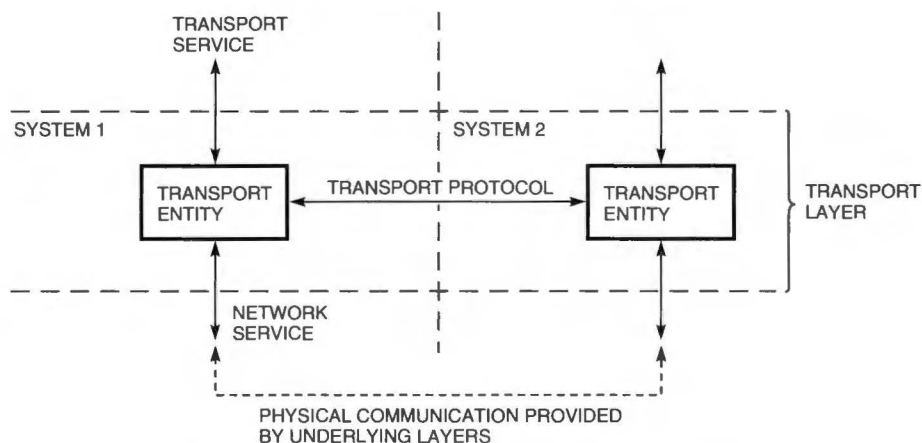 TRANSPORT
SERVICE
SYSTEM 1
SYSTEM 2
TRANSPORT
ENTITY
TRANSPORT PROTOCOL
TRANSPORT
ENTITY
TRANSPORT
LAYER
NETWORK
SERVICE
PHYSICAL COMMUNICATION PROVIDED
BY UNDERLYING LAYERS